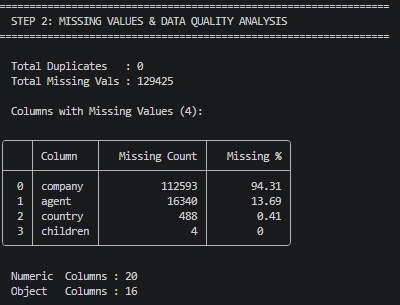 STEP 2: MISSING VALUES & DATA QUALITY ANALYSIS
Total Duplicates : 0
Total Missing Vals : 129425
Columns with Missing Values (4):
Column Missing Count Missing %
0 company 112593 94.31
1 agent 16340 13.69
2 country 488 0.41
3 children 4 0
Numeric Columns : 20
Object Columns : 16